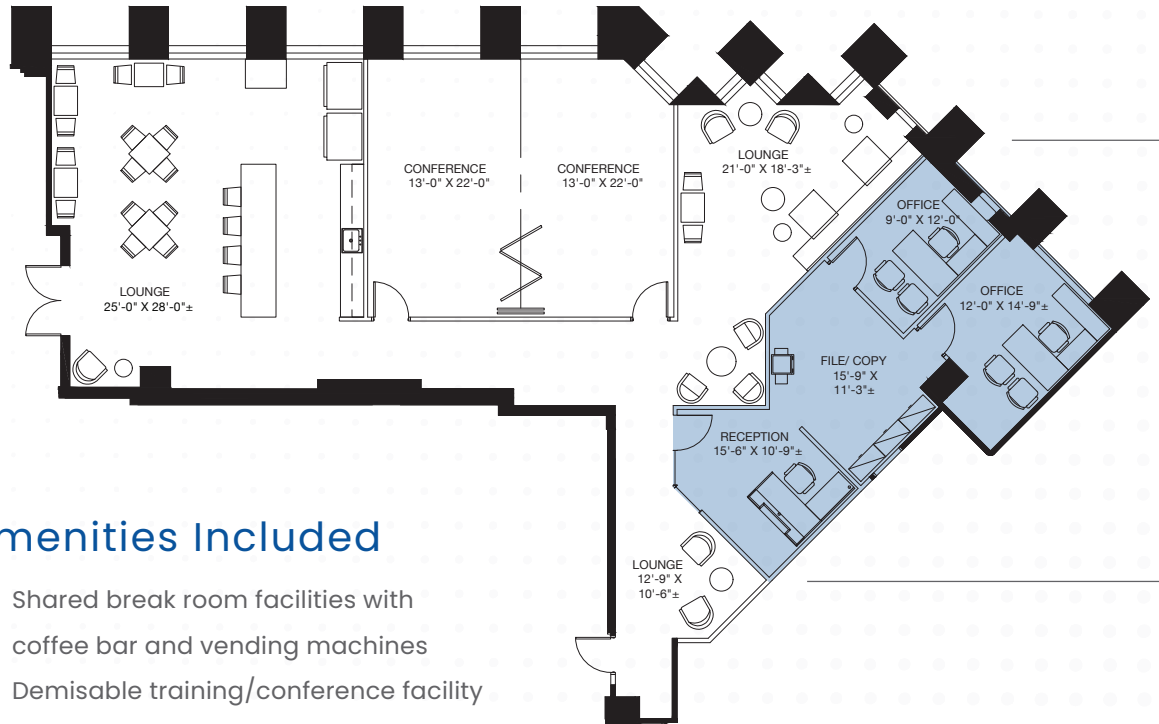 CONFERENCE
13'-0" X 22'-0"
CONFERENCE
13'-0" X 22'-0"
LOUNGE
21'-0" X 18'-3"±
OFFICE
9'-0" X 12'-0"
OFFICE
12'-0" X 14'-9"±
LOUNGE
25'-0" X 28'-0"±
FILE/ COPY
15'-9" X
11'-3"±
RECEPTION
15'-6" X 10'-9"±
LOUNGE
12'-9" X
10'-6"±
menities Included
Shared break room facilities with
coffee bar and vending machines
Demisable training/conference facility